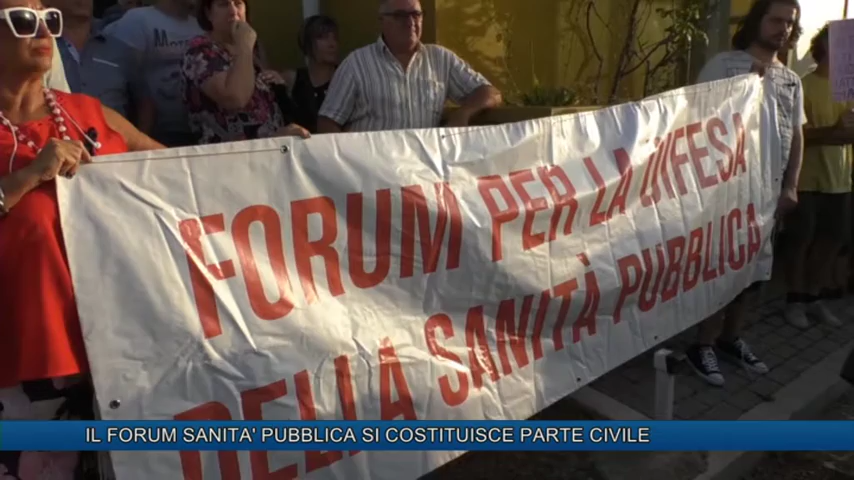 FORUM PER LA DIFESA
DELLA SANITÀ PUBBLICA
IL FORUM SANITA' PUBBLICA SI COSTITUISCE PARTE CIVILE